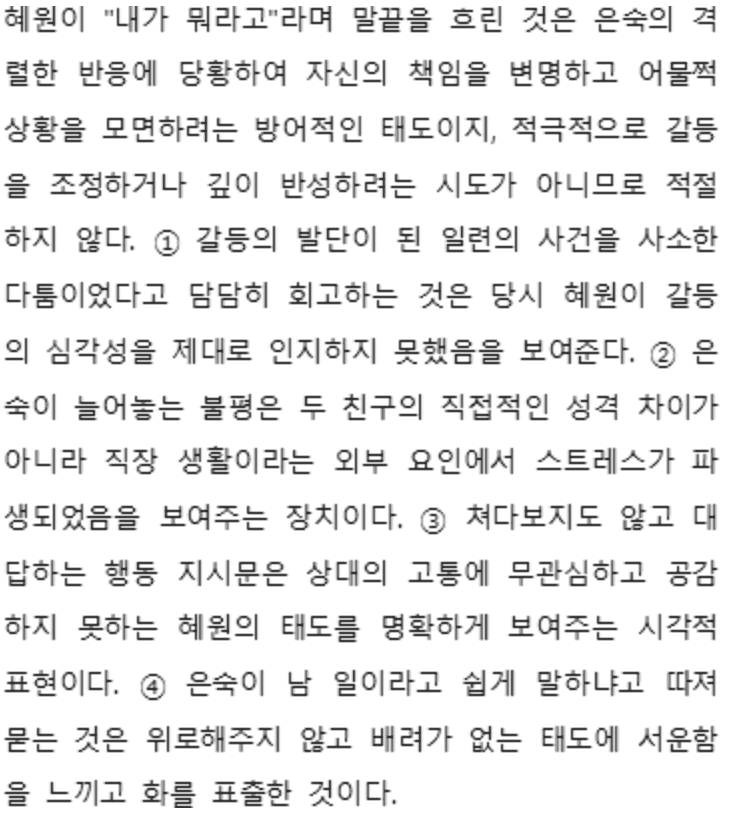 혜원이 "내가 뭐라고"라며 말끝을 흐린 것은 은숙의 격
렬한 반응에 당황하여 자신의 책임을 변명하고 어물쩍
상황을 모면하려는 방어적인 태도이지, 적극적으로 갈등
을 조정하거나 깊이 반성하려는 시도가 아니므로 적절
하지 않다. ① 갈등의 발단이 된 일련의 사건을 사소한
다툼이었다고 담담히 회고하는 것은 당시 혜원이 갈등
의 심각성을 제대로 인지하지 못했음을 보여준다. ② 은
숙이 늘어놓는 불평은 두 친구의 직접적인 성격 차이가
아니라 직장 생활이라는 외부 요인에서 스트레스가 파
생되었음을 보여주는 장치이다. ③ 쳐다보지도 않고 대
답하는 행동 지시문은 상대의 고통에 무관심하고 공감
하지 못하는 혜원의 태도를 명확하게 보여주는 시각적
표현이다. ④ 은숙이 남 일이라고 쉽게 말하냐고 따져
묻는 것은 위로해주지 않고 배려가 없는 태도에 서운함
을 느끼고 화를 표출한 것이다.